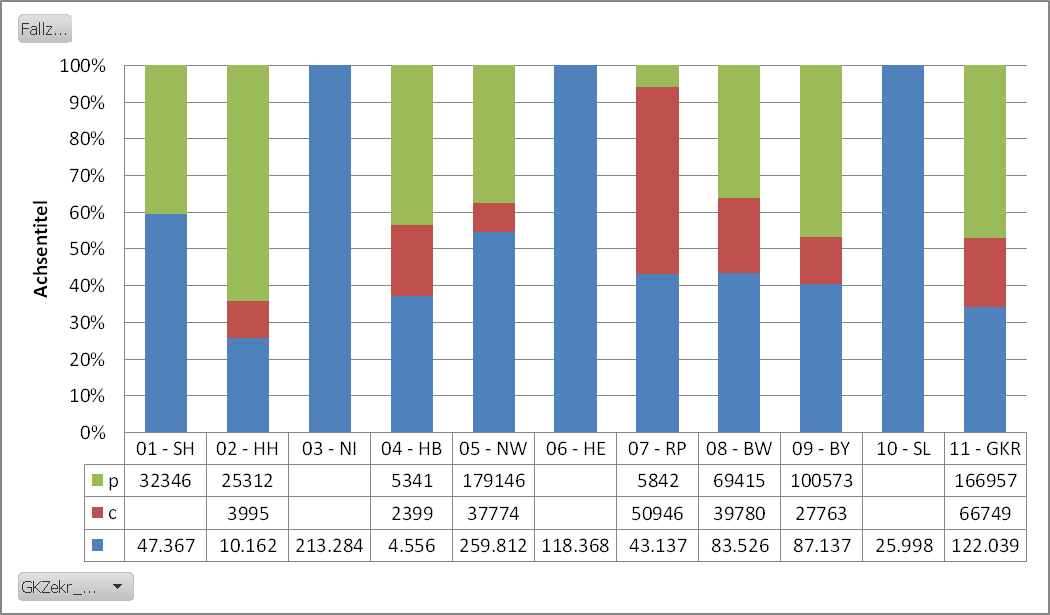 Fallz...
100%
90%
80%
70%
60%
50%
40%
30%
20%
10%
0%
Achsentitel
01 - SH 02 - HH 03 - NI 04 - HB 05 - NW 06 - HE 07 - RP 08 - BW 09 - BY 10 - SL 11 - GKR
p 32346 25312 5341 179146 5842 69415 100573 166957
c 3995 2399 37774 50946 39780 27763 66749
47.367 10.162 213.284 4.556 259.812 118.368 43.137 83.526 87.137 25.998 122.039
GKZekr_...